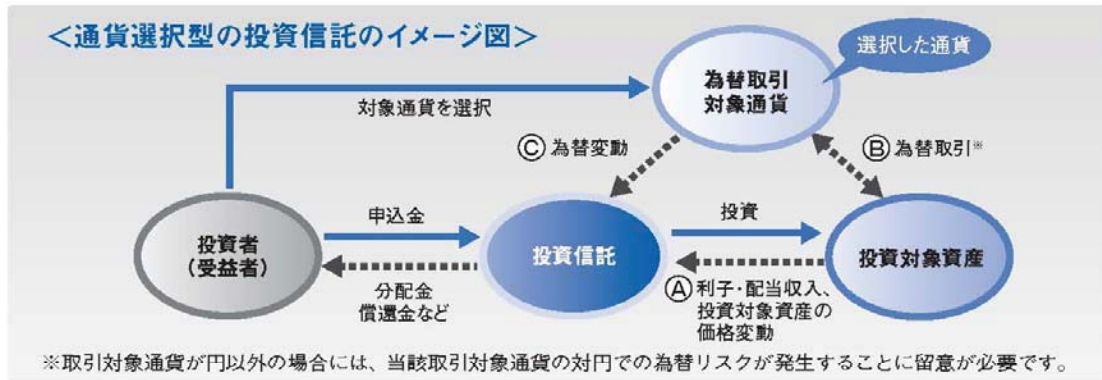 ＜通貨選択型の投資信託のイメージ図＞
選択した通貨
為替取引
対象通貨
対象通貨を選択
Ⓒ 為替変動
Ⓑ 為替取引※
申込金
投資
投資者
（受益者）
投資信託
投資対象資産
分配金
償還金など
Ⓐ 利子・配当収入、
投資対象資産の
価格変動
※取引対象通貨が円以外の場合には、当該取引対象通貨の対円での為替リスクが発生することに留意が必要です。